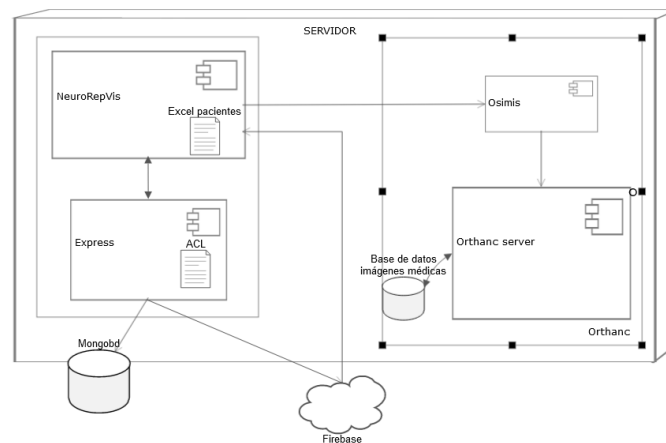 SERVIDOR
NeuroRepVis
Excel pacientes
Osimis
Express
ACL
Base de datos
imágenes médicas
Orthanc server
Orthanc
Mongobd
Firebase